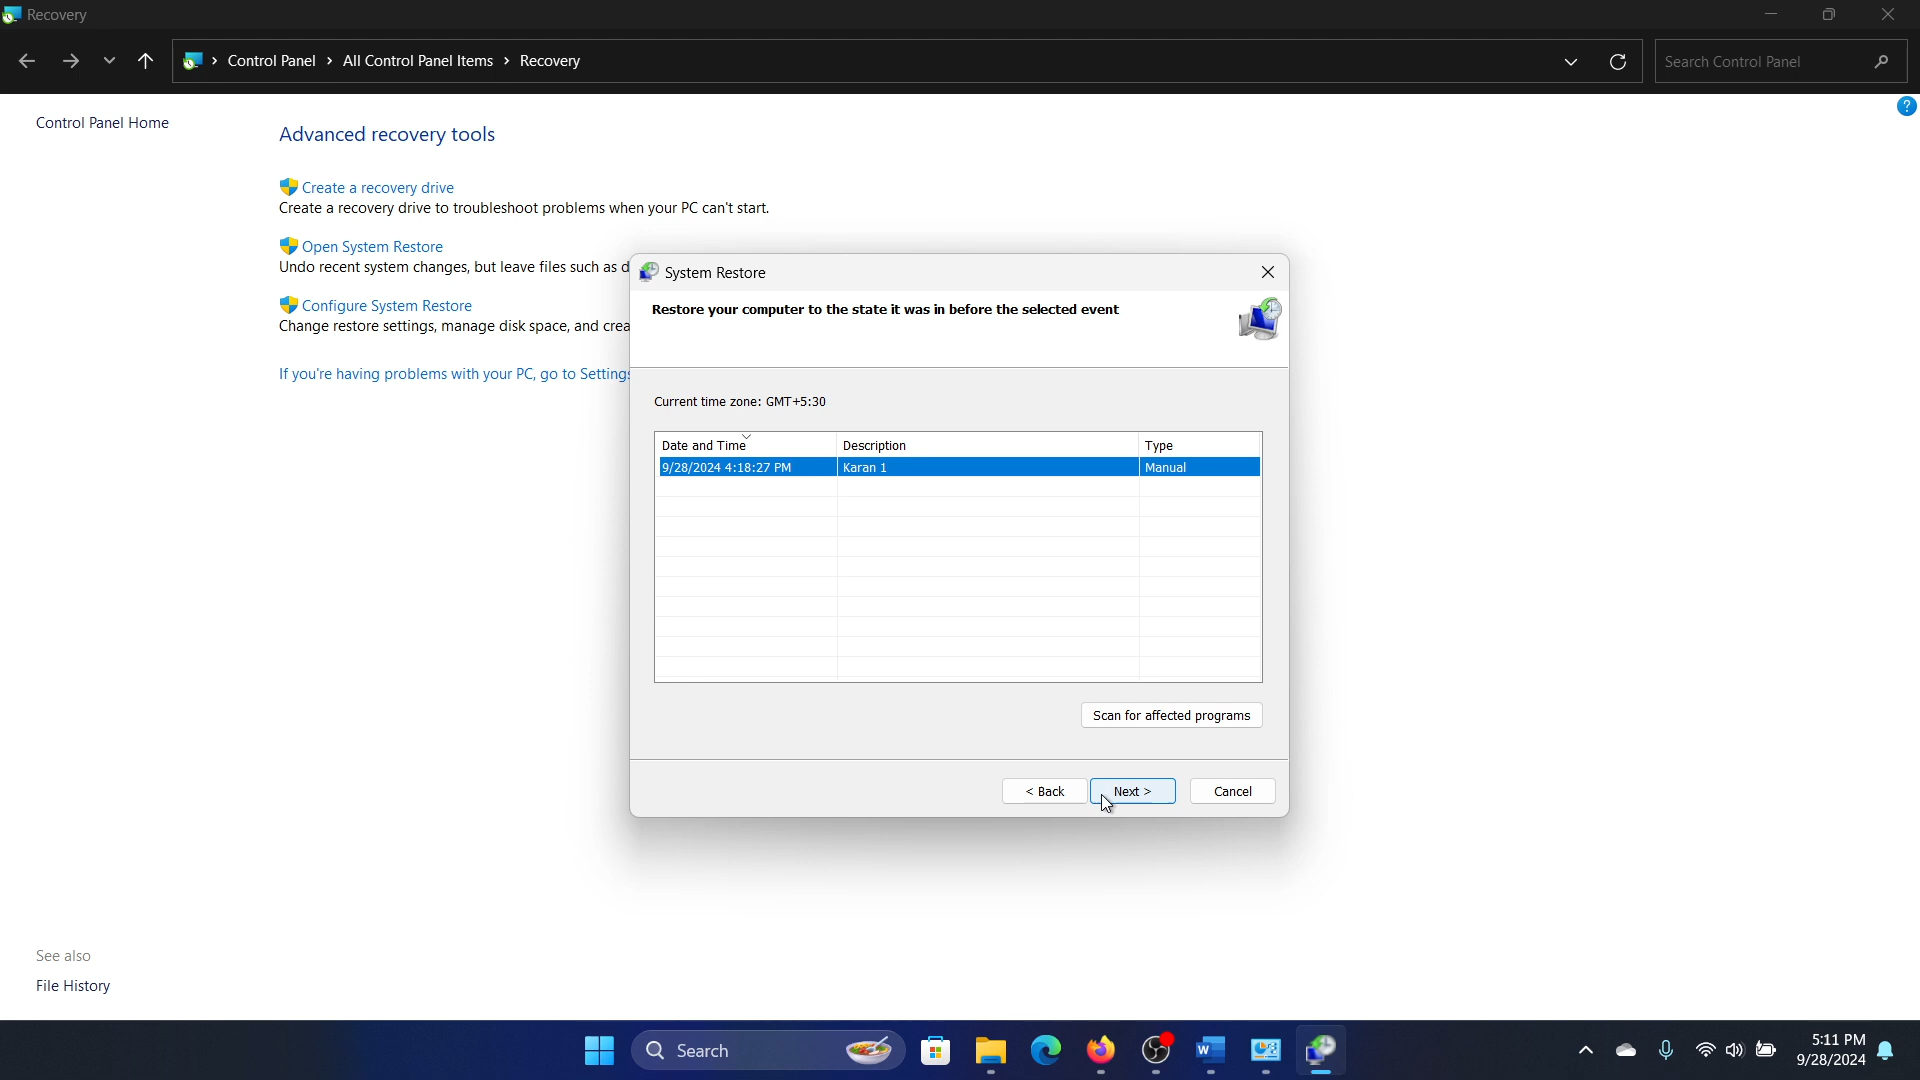 Recovery
Control Panel > All Control Panel Items > Recovery
Search Control Panel
Control Panel Home
Advanced recovery tools
Create a recovery drive
Create a recovery drive to troubleshoot problems when your PC can't start.
Open System Restore
Undo recent system changes, but leave files such as d
Configure System Restore
Change restore settings, manage disk space, and crea
If you're having problems with your PC, go to Settings
System Restore
Restore your computer to the state it was in before the selected event
Current time zone: GMT+5:30
Date and Time Description Type
9/28/2024 4:18:27 PM Karan 1 Manual
Scan for affected programs
< Back Next > Cancel
See also
File History
Search
5:11 PM
9/28/2024